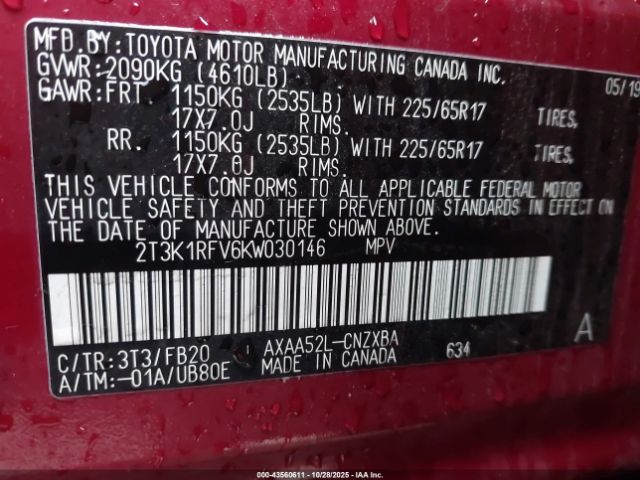 MFD.BY:TOYOTA MOTOR MANUFACTURING CANADA INC.
GVWR:2090KG (4610LB) 05/19
GAWR:FRT 1150KG (2535LB) WITH 225/65R17 TIRES,
17X7.0J RIMS.
RR. 1150KG (2535LB) WITH 225/65R17 TIRES,
17X7.0J RIMS.
THIS VEHICLE CONFORMS TO ALL APPLICABLE FEDERAL MOTOR
VEHICLE SAFETY AND THEFT PREVENTION STANDARDS IN EFFECT ON
THE DATE OF MANUFACTURE SHOWN ABOVE.
2T3K1RFV6KW030146 MPV
C/TR:3T3/FB20 AXAA52L-CNZXBA 634 A
A/TM:-01A/UB80E MADE IN CANADA
000-43560611 - 10/28/2025 - IAAI.CA